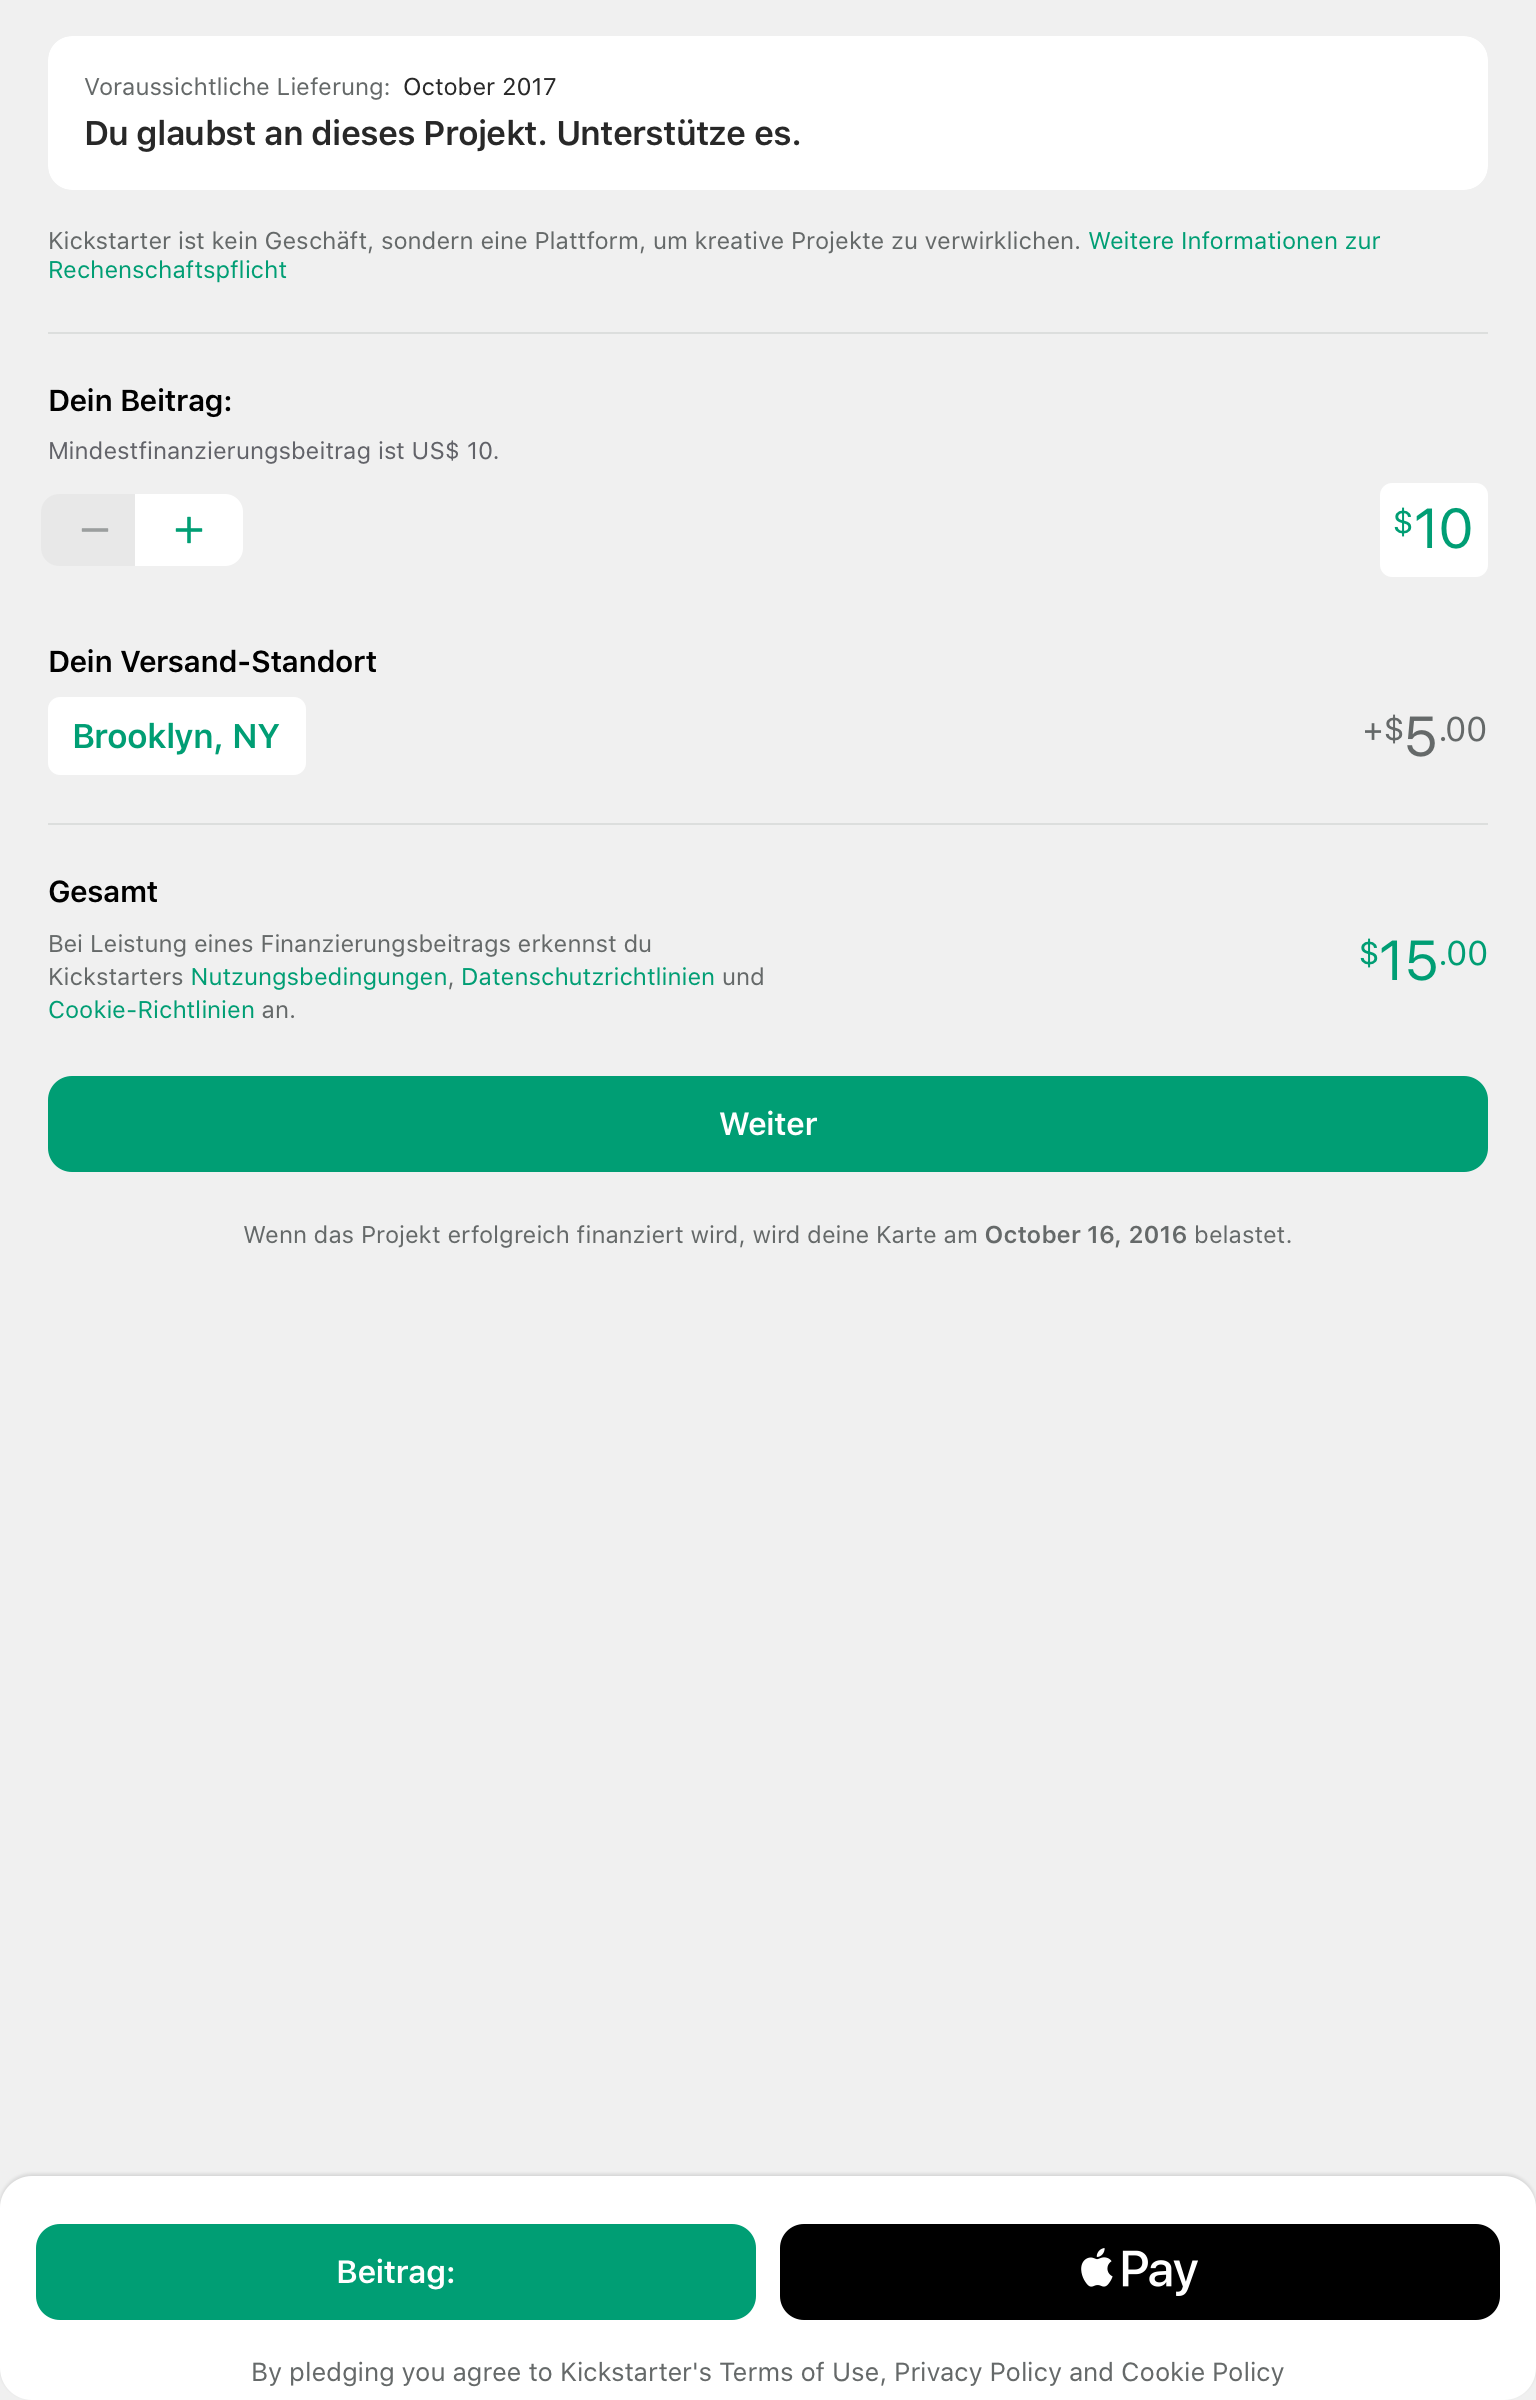 Voraussichtliche Lieferung: October 2017
Du glaubst an dieses Projekt. Unterstütze es.
Kickstarter ist kein Geschäft, sondern eine Plattform, um kreative Projekte zu verwirklichen. Weitere Informationen zur
Rechenschaftspflicht
Dein Beitrag:
Mindestfinanzierungsbeitrag ist US$ 10.
− +
$10
Dein Versand-Standort
Brooklyn, NY
+$5.00
Gesamt
Bei Leistung eines Finanzierungsbeitrags erkennst du
Kickstarters Nutzungsbedingungen, Datenschutzrichtlinien und
Cookie-Richtlinien an.
$15.00
Weiter
Wenn das Projekt erfolgreich finanziert wird, wird deine Karte am October 16, 2016 belastet.
Beitrag:
Pay
By pledging you agree to Kickstarter's Terms of Use, Privacy Policy and Cookie Policy